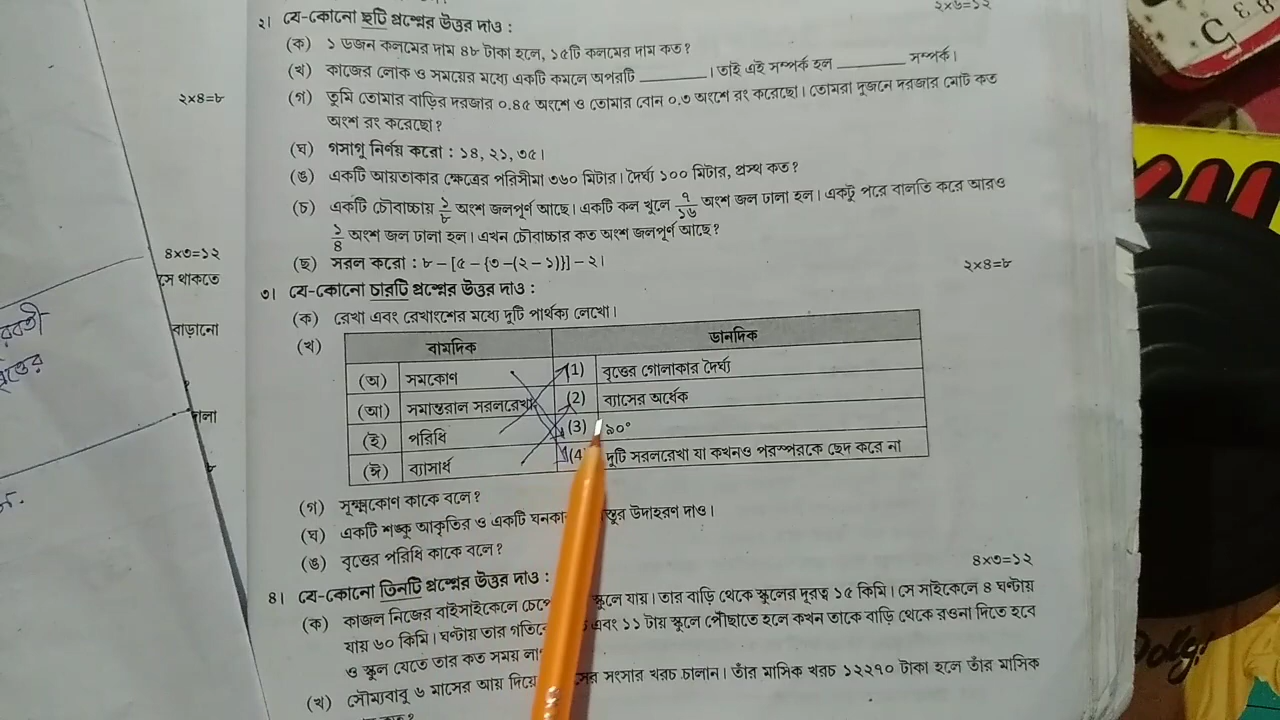 ২×৬=১২
২। যে-কোনো ছটি প্রশ্নের উত্তর দাও :
(ক) ১ ডজন কলমের দাম ৪৮ টাকা হলে, ১৫টি কলমের দাম কত?
(খ) কাজের লোক ও সময়ের মধ্যে একটি কমলে অপরটি ________। তাই এই সম্পর্ক হল ________ সম্পর্ক।
২×৪=৮
(গ) তুমি তোমার বাড়ির দরজার ০.৪৫ অংশে ও তোমার বোন ০.৩ অংশে রং করেছো। তোমরা দুজনে দরজার মোট কত
অংশ রং করেছো?
(ঘ) গসাগু নির্ণয় করো : ১৪, ২১, ৩৫।
(ঙ) একটি আয়তাকার ক্ষেত্রের পরিসীমা ৩৬০ মিটার। দৈর্ঘ্য ১০০ মিটার, প্রস্থ কত?
(চ) একটি চৌবাচ্চায় ১/৮ অংশ জলপূর্ণ আছে। একটি কল খুলে ৭/১৬ অংশ জল ঢালা হল। একটু পরে বালতি করে আরও
১/৪ অংশ জল ঢালা হল। এখন চৌবাচ্চার কত অংশ জলপূর্ণ আছে?
৪×৩=১২
(ছ) সরল করো : ৮ – [৫ – {৩ –(২ – ১)}] – ২।
২×৪=৮
সে থাকতে
৩। যে-কোনো চারটি প্রশ্নের উত্তর দাও :
(ক) রেখা এবং রেখাংশের মধ্যে দুটি পার্থক্য লেখো।
বাড়ানো
(খ) বামদিক ডানদিক
(অ) সমকোণ (1) বৃত্তের গোলাকার দৈর্ঘ্য
(আ) সমান্তরাল সরলরেখা (2) ব্যাসের অর্ধেক
(ই) পরিধি (3) ৯০°
(ঈ) ব্যাসার্ধ (4 দুটি সরলরেখা যা কখনও পরস্পরকে ছেদ করে না
(গ) সূক্ষ্মকোণ কাকে বলে?
(ঘ) একটি শঙ্কু আকৃতির ও একটি ঘনকা তুর উদাহরণ দাও।
(ঙ) বৃত্তের পরিধি কাকে বলে?
৪×৩=১২
৪। যে-কোনো তিনটি প্রশ্নের উত্তর দাও :
(ক) কাজল নিজের বাইসাইকেলে চেপে স্কুলে যায়। তার বাড়ি থেকে স্কুলের দূরত্ব ১৫ কিমি। সে সাইকেলে ৪ ঘণ্টায়
যায় ৬০ কিমি। ঘণ্টায় তার গতিবে এবং ১১ টায় স্কুলে পৌঁছাতে হলে কখন তাকে বাড়ি থেকে রওনা দিতে হবে
ও স্কুল যেতে তার কত সময় লা
(খ) সৌম্যবাবু ৬ মাসের আয় দিয়ে সের সংসার খরচ চালান। তাঁর মাসিক খরচ ১২২১০ টাকা হলে তাঁর মাসিক